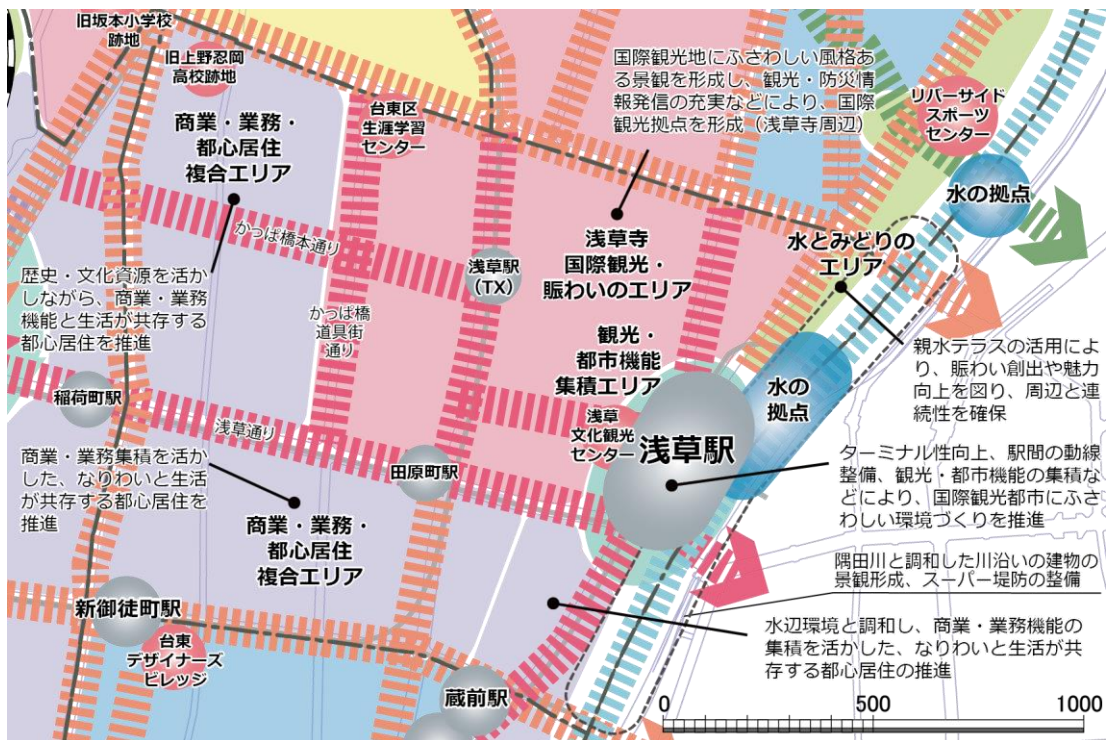 旧坂本小学校
跡地
旧上野忍岡
高校跡地
商業・業務・
都心居住
複合エリア
台東区
生涯学習
センター
国際観光地にふさわしい風格あ
る景観を形成し、観光・防災情
報発信の充実などにより、国際
観光拠点を形成（浅草寺周辺）
リバーサイド
スポーツ
センター
水の拠点
かっぱ橋本通り
浅草駅
（TX）
浅草寺
国際観光・
賑わいのエリア
水とみどりの
エリア
歴史・文化資源を活か
しながら、商業・業務
機能と生活が共存する
都心居住を推進
かっぱ橋
道具街
通り
観光・
都市機能
集積エリア
親水テラスの活用によ
り、賑わい創出や魅力
向上を図り、周辺と連
続性を確保
水の
拠点
稲荷町駅
浅草通り
浅草
文化観光
センター
浅草駅
田原町駅
ターミナル性向上、駅間の動線
整備、観光・都市機能の集積な
どにより、国際観光都市にふさ
わしい環境づくりを推進
商業・業務集積を活か
した、なりわいと生活
が共存する都心居住を
推進
商業・業務・
都心居住
複合エリア
隅田川と調和した川沿いの建物の
景観形成、スーパー堤防の整備
水辺環境と調和し、商業・業務機能の
集積を活かした、なりわいと生活が共
存する都心居住の推進
新御徒町駅
台東
デザイナーズ
ビレッジ
蔵前駅
0 500 1000